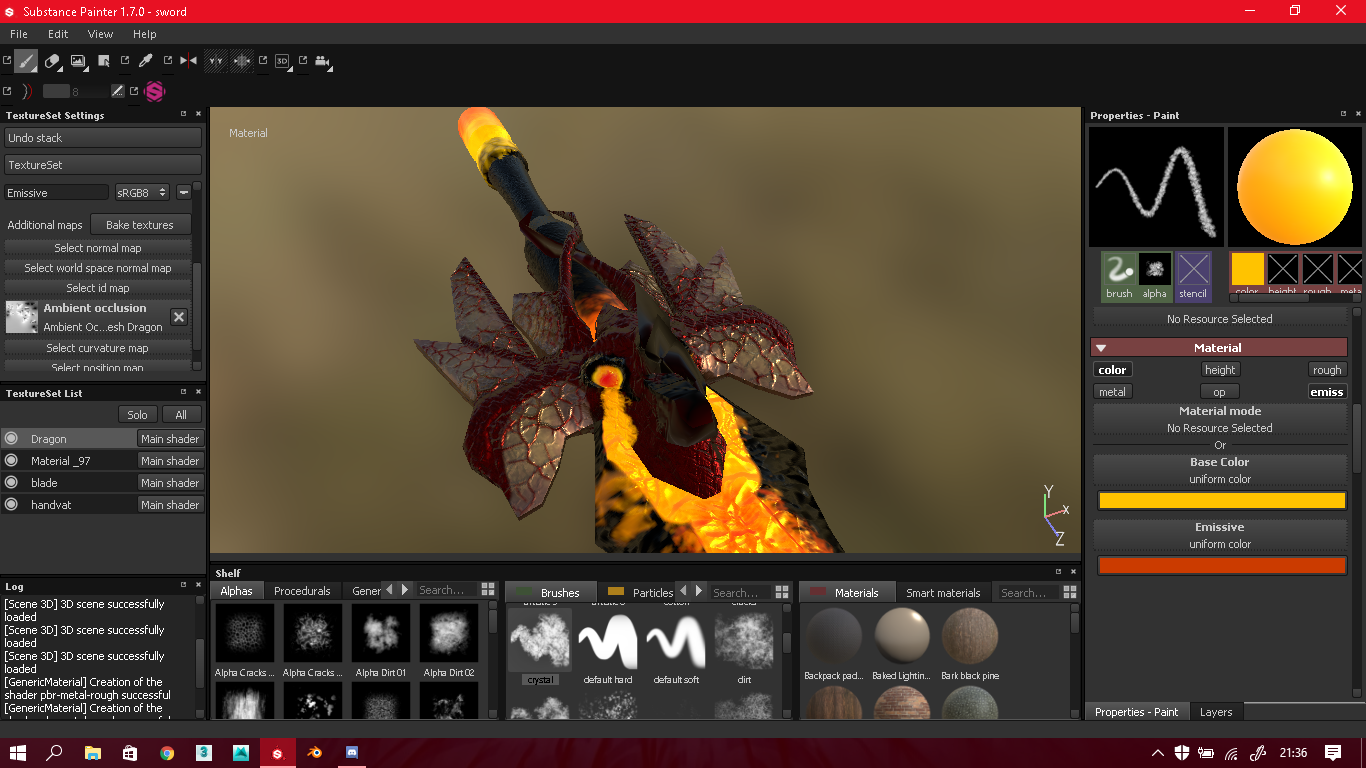 Substance Painter 1.7.0 - sword
File Edit View Help
3D
8
TextureSet Settings
Undo stack
TextureSet
Emissive sRGB8
Additional maps Bake textures
Select normal map
Select world space normal map
Select id map
Ambient occlusion
Ambient Oc...esh Dragon
Select curvature map
Select position map
TextureSet List
Solo All
Dragon Main shader
Material _97 Main shader
blade Main shader
handvat Main shader
Log
[Scene 3D] 3D scene successfully
loaded
[Scene 3D] 3D scene successfully
loaded
[Scene 3D] 3D scene successfully
loaded
[GenericMaterial] Creation of the
shader pbr-metal-rough successful
[GenericMaterial] Creation of the
Material
Y
X
Z
Shelf
Alphas Procedurals Gener Search...
Alpha Cracks ... Alpha Cracks ... Alpha Dirt 01 Alpha Dirt 02
Brushes Particles Search...
crystal default hard default soft dirt
Materials Smart materials Search...
Backpack pad... Baked Lightin... Bark black pine
Properties - Paint
brush alpha stencil
color height rough meta
No Resource Selected
Material
color height rough
metal op emiss
Material mode
No Resource Selected
Or
Base Color
uniform color
Emissive
uniform color
Properties - Paint Layers
21:36